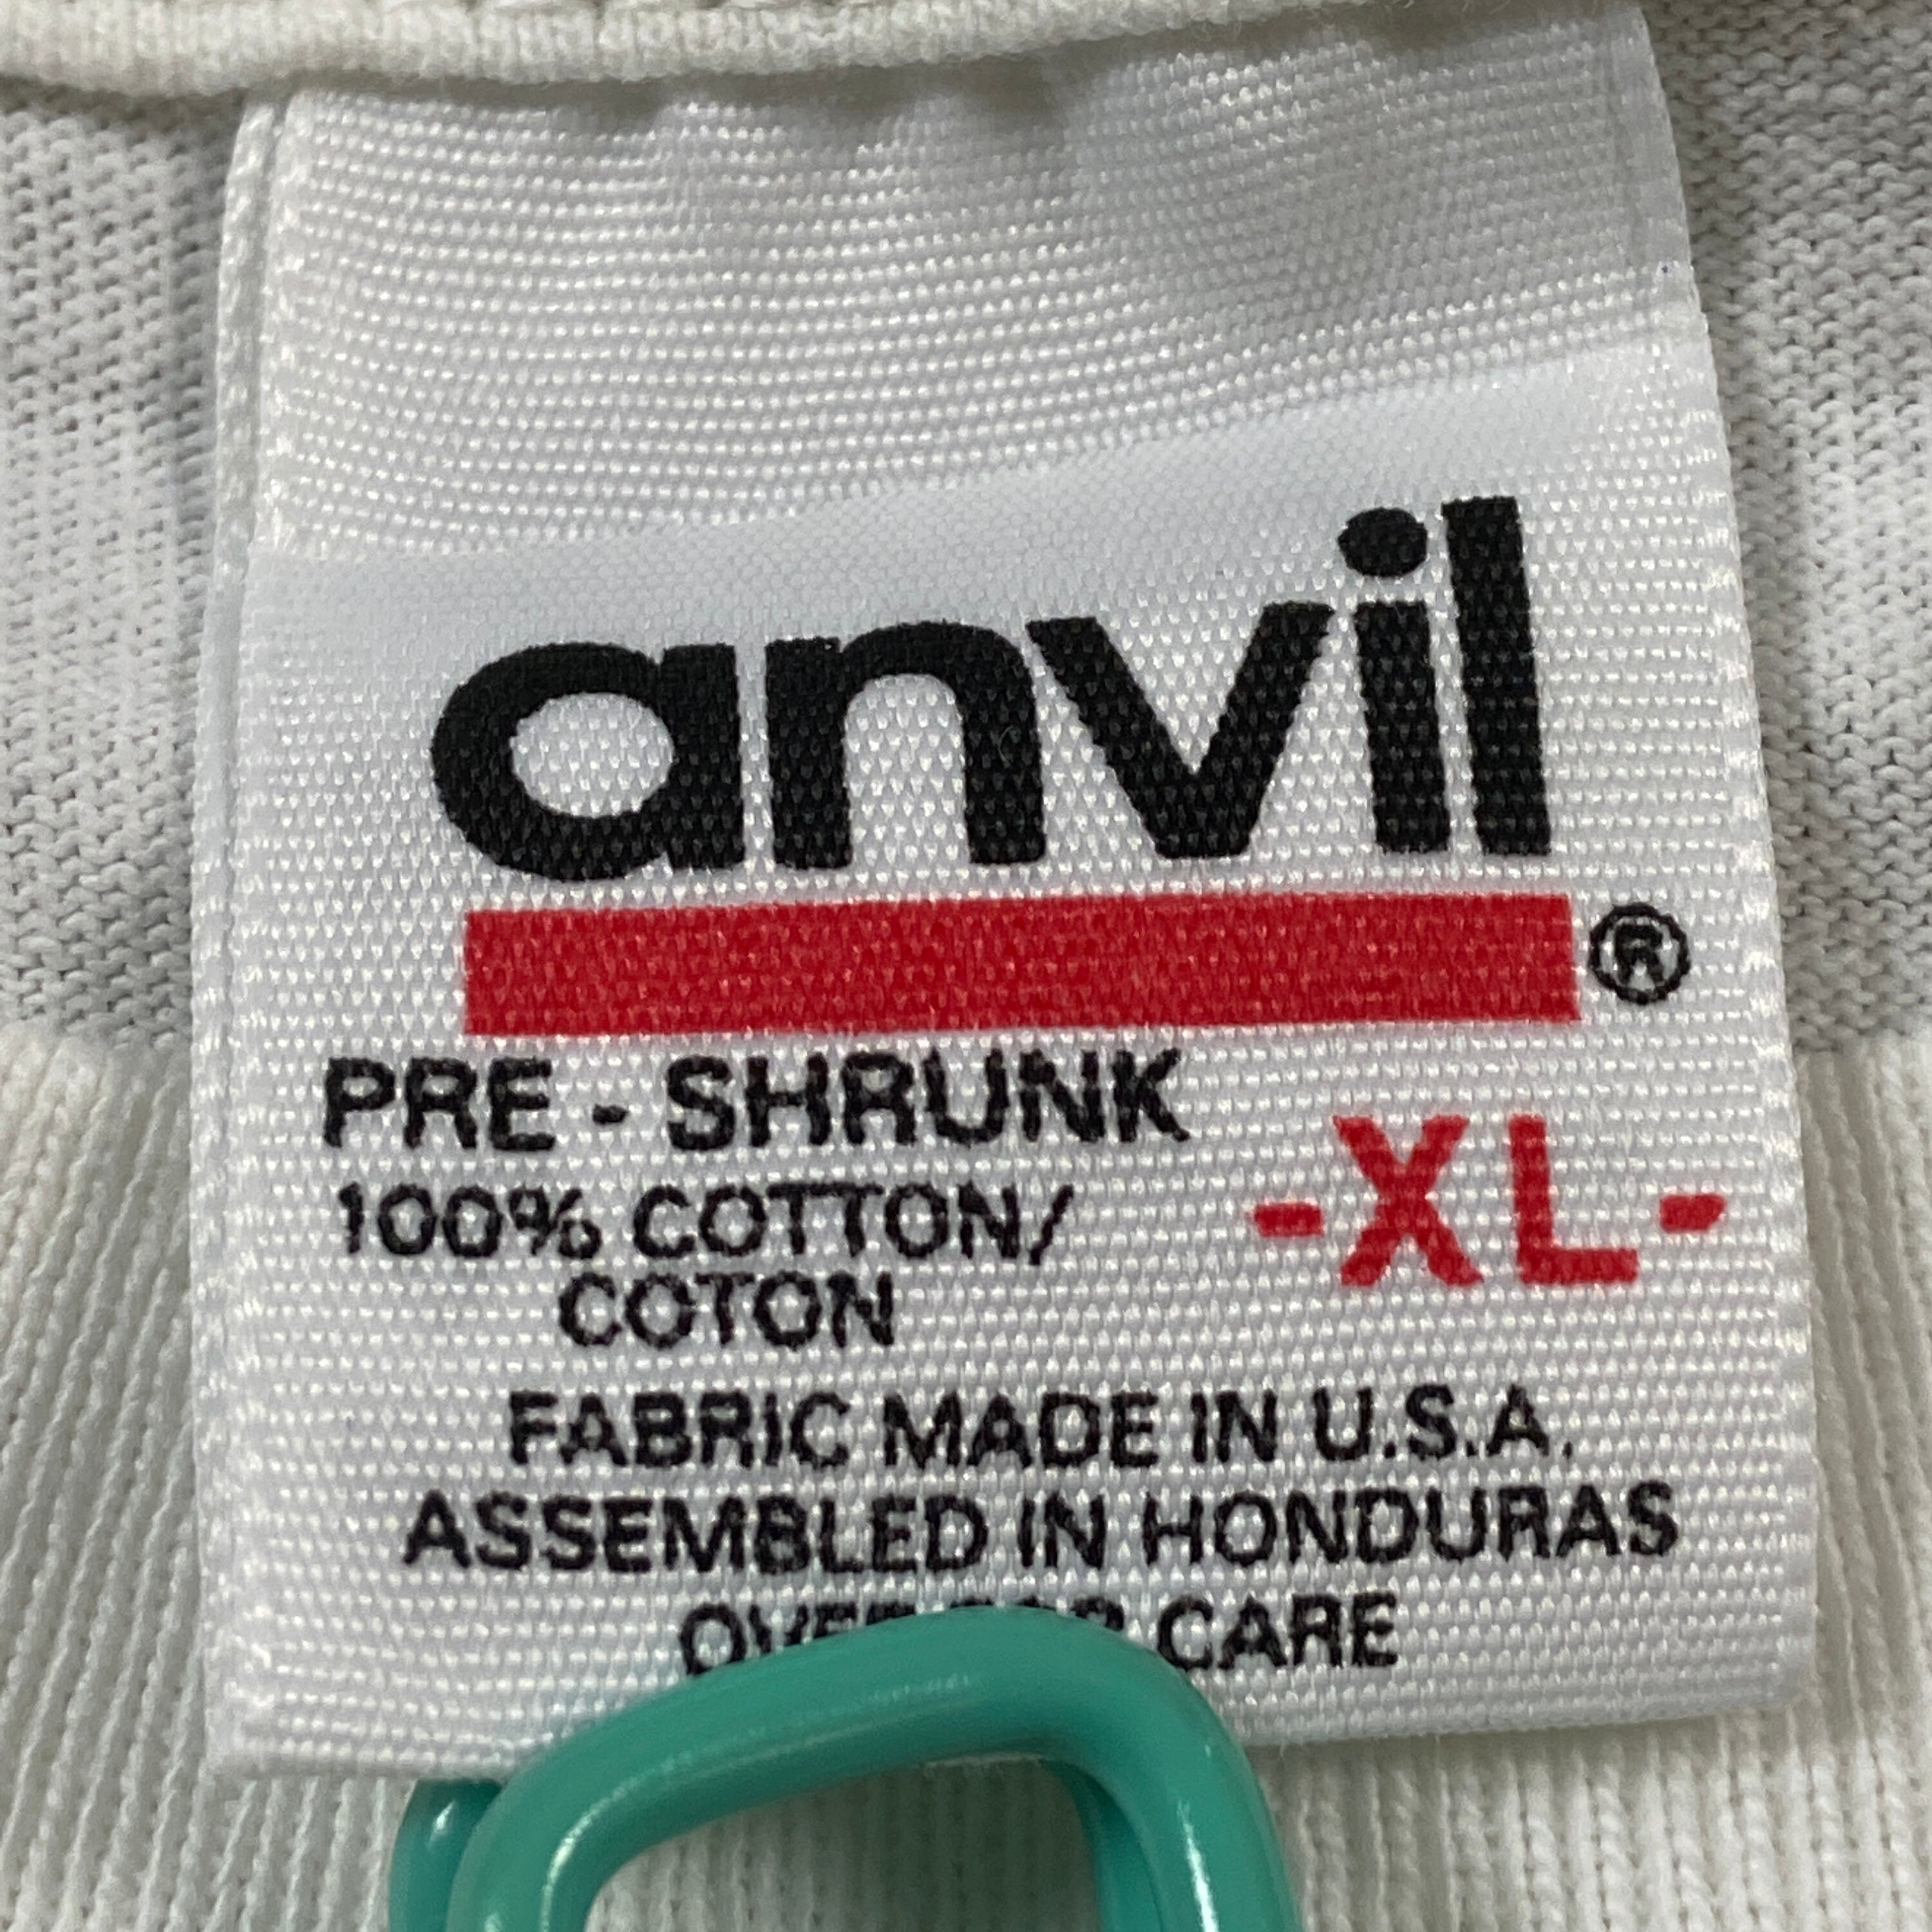 anvil
®
PRE - SHRUNK
-XL-
100% COTTON/
COTON
FABRIC MADE IN U.S.A.
ASSEMBLED IN HONDURAS
CARE